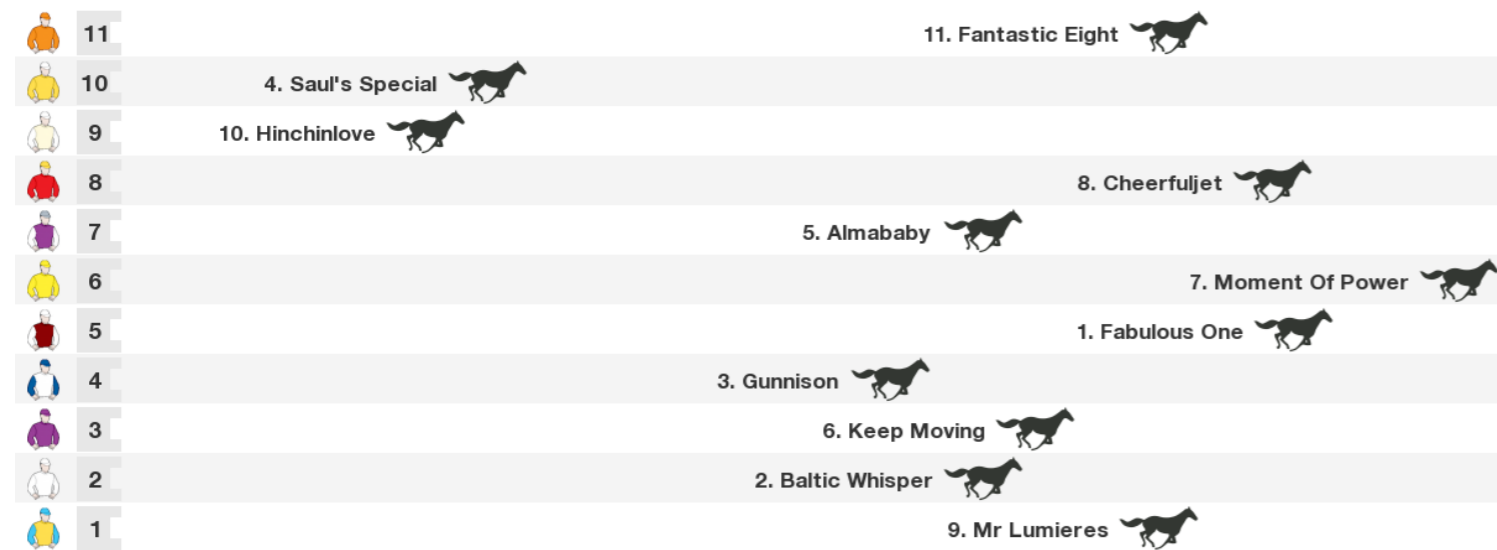 11 11. Fantastic Eight
10 4. Saul's Special
9 10. Hinchinlove
8 8. Cheerfuljet
7 5. Almababy
6 7. Moment Of Power
5 1. Fabulous One
4 3. Gunnison
3 6. Keep Moving
2 2. Baltic Whisper
1 9. Mr Lumieres